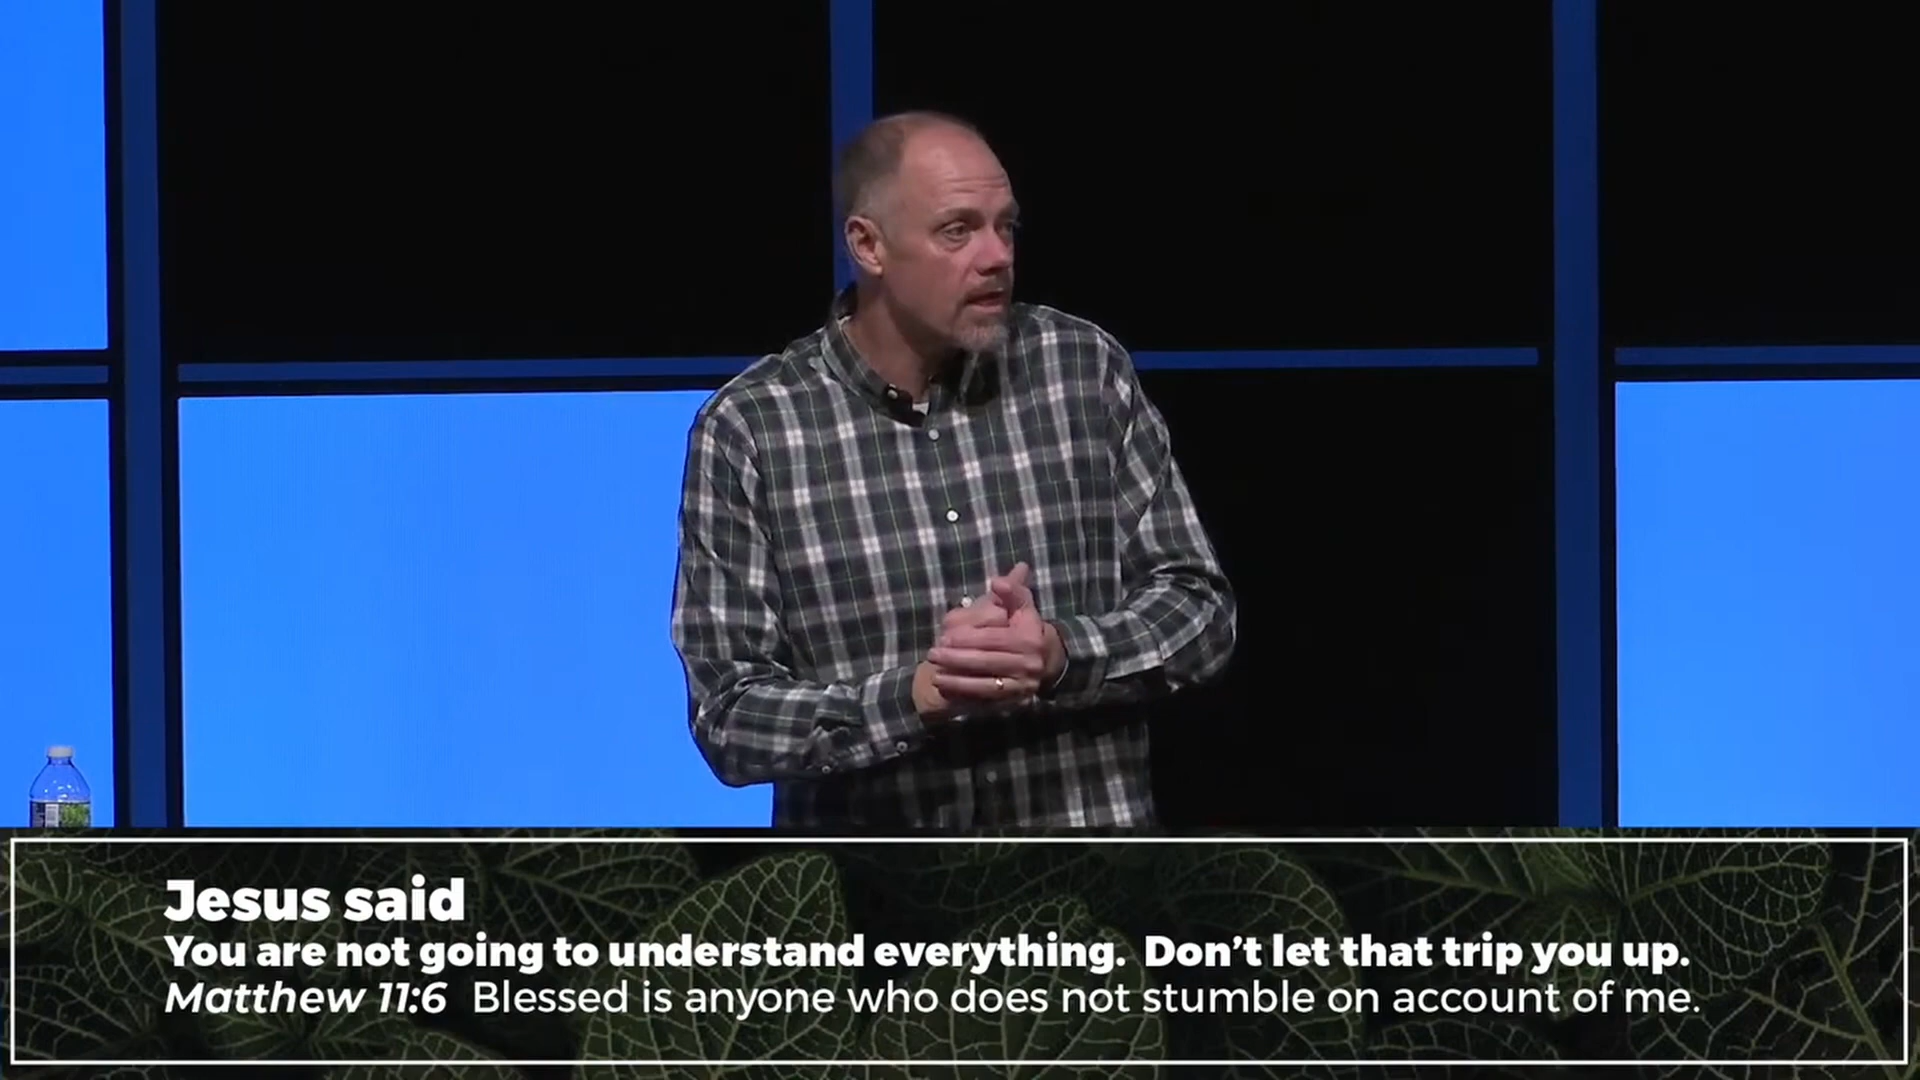 Jesus said
You are not going to understand everything.  Don’t let that trip you up.
Matthew 11:6  Blessed is anyone who does not stumble on account of me.